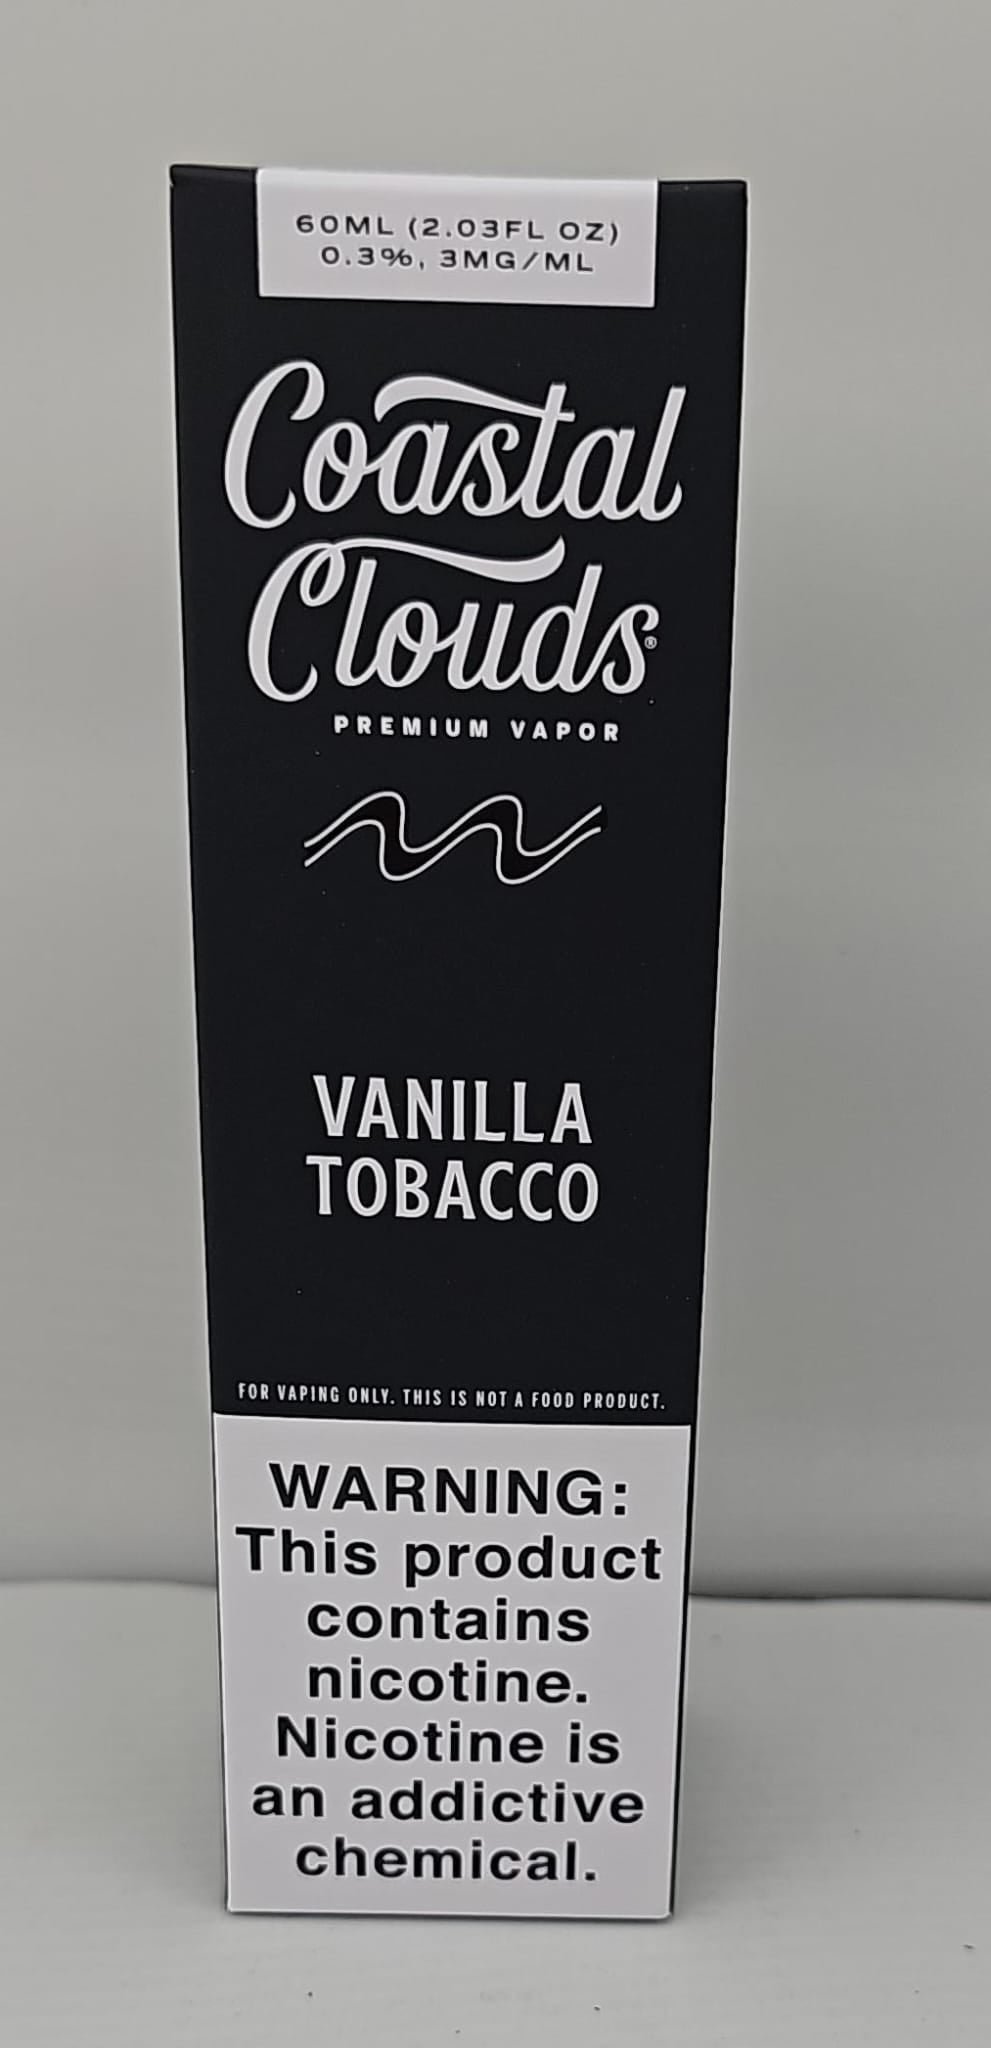 60ML (2.03FL OZ)
0.3%, 3MG/ML
Coastal
Clouds®
PREMIUM VAPOR
VANILLA
TOBACCO
FOR VAPING ONLY. THIS IS NOT A FOOD PRODUCT.
WARNING:
This product
contains
nicotine.
Nicotine is
an addictive
chemical.